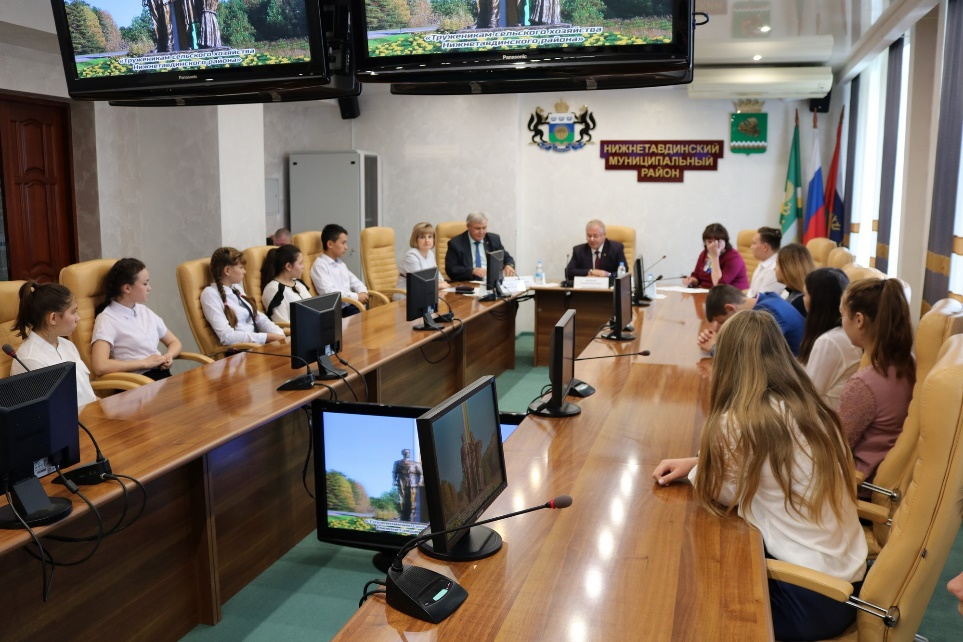 «Труженикам сельского хозяйства
Нижнетавдинского района»
Panasonic
«Труженикам сельского хозяйства
Нижнетавдинского района»
Panasonic
НИЖНЕТАВДИНСКИЙ
МУНИЦИПАЛЬНЫЙ
РАЙОН